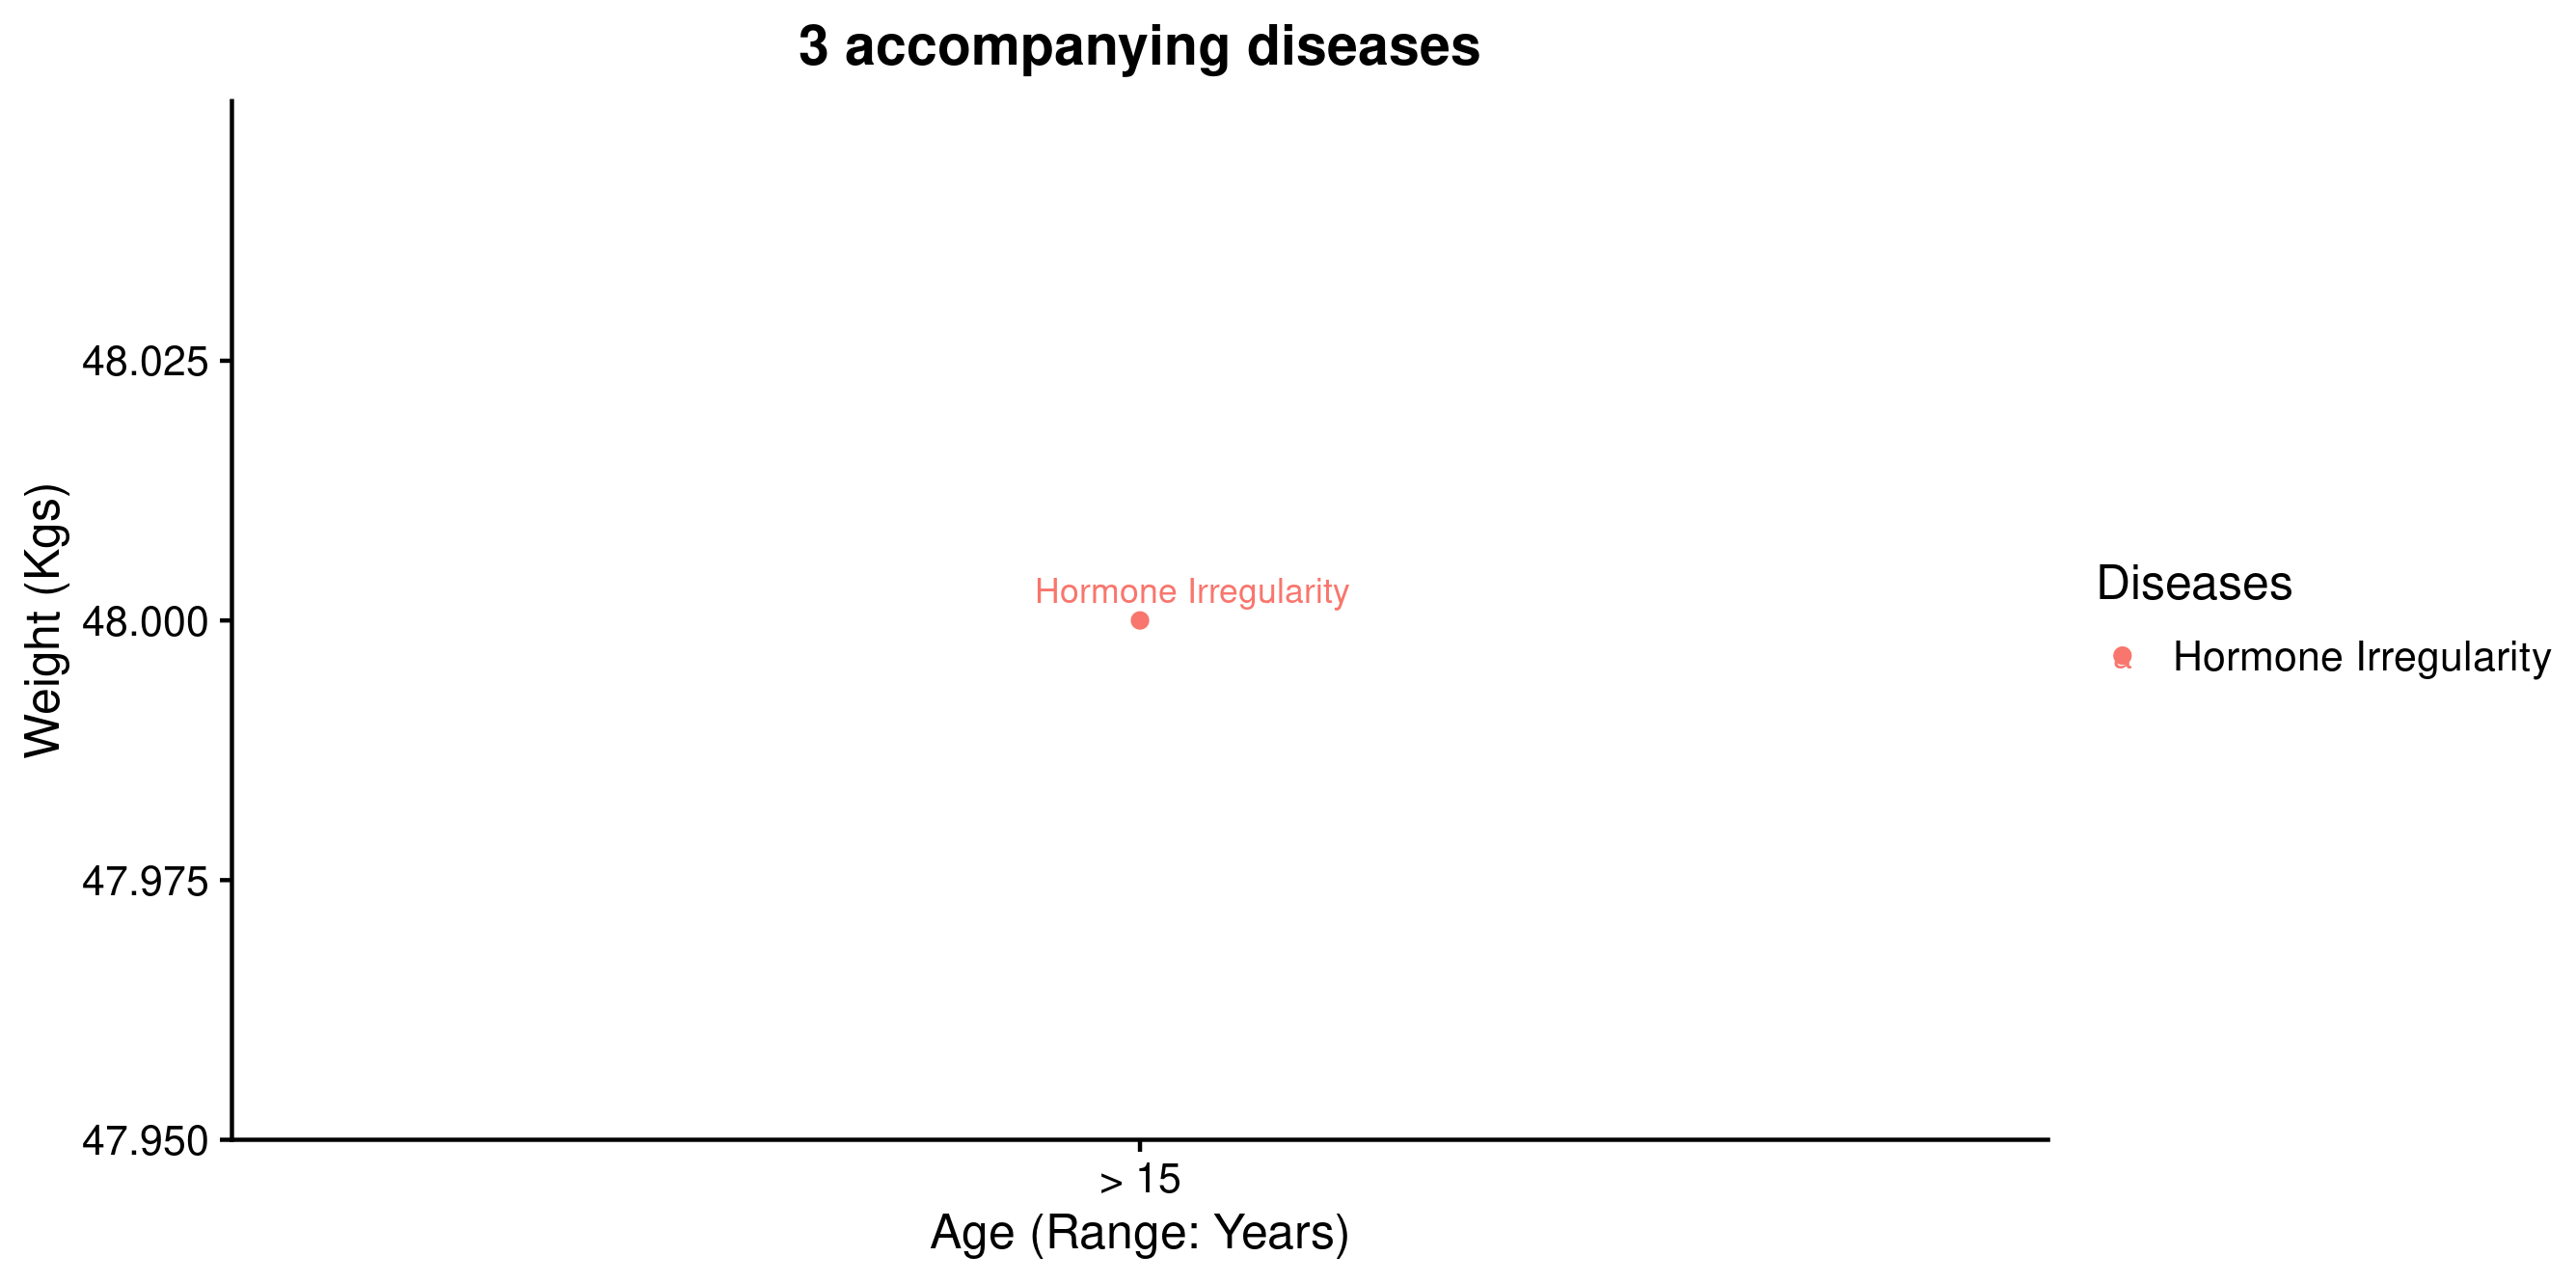 3 accompanying diseases
Weight (Kgs)
48.025
48.000
47.975
47.950
Hormone Irregularity
> 15
Age (Range: Years)
Diseases
Hormone Irregularity